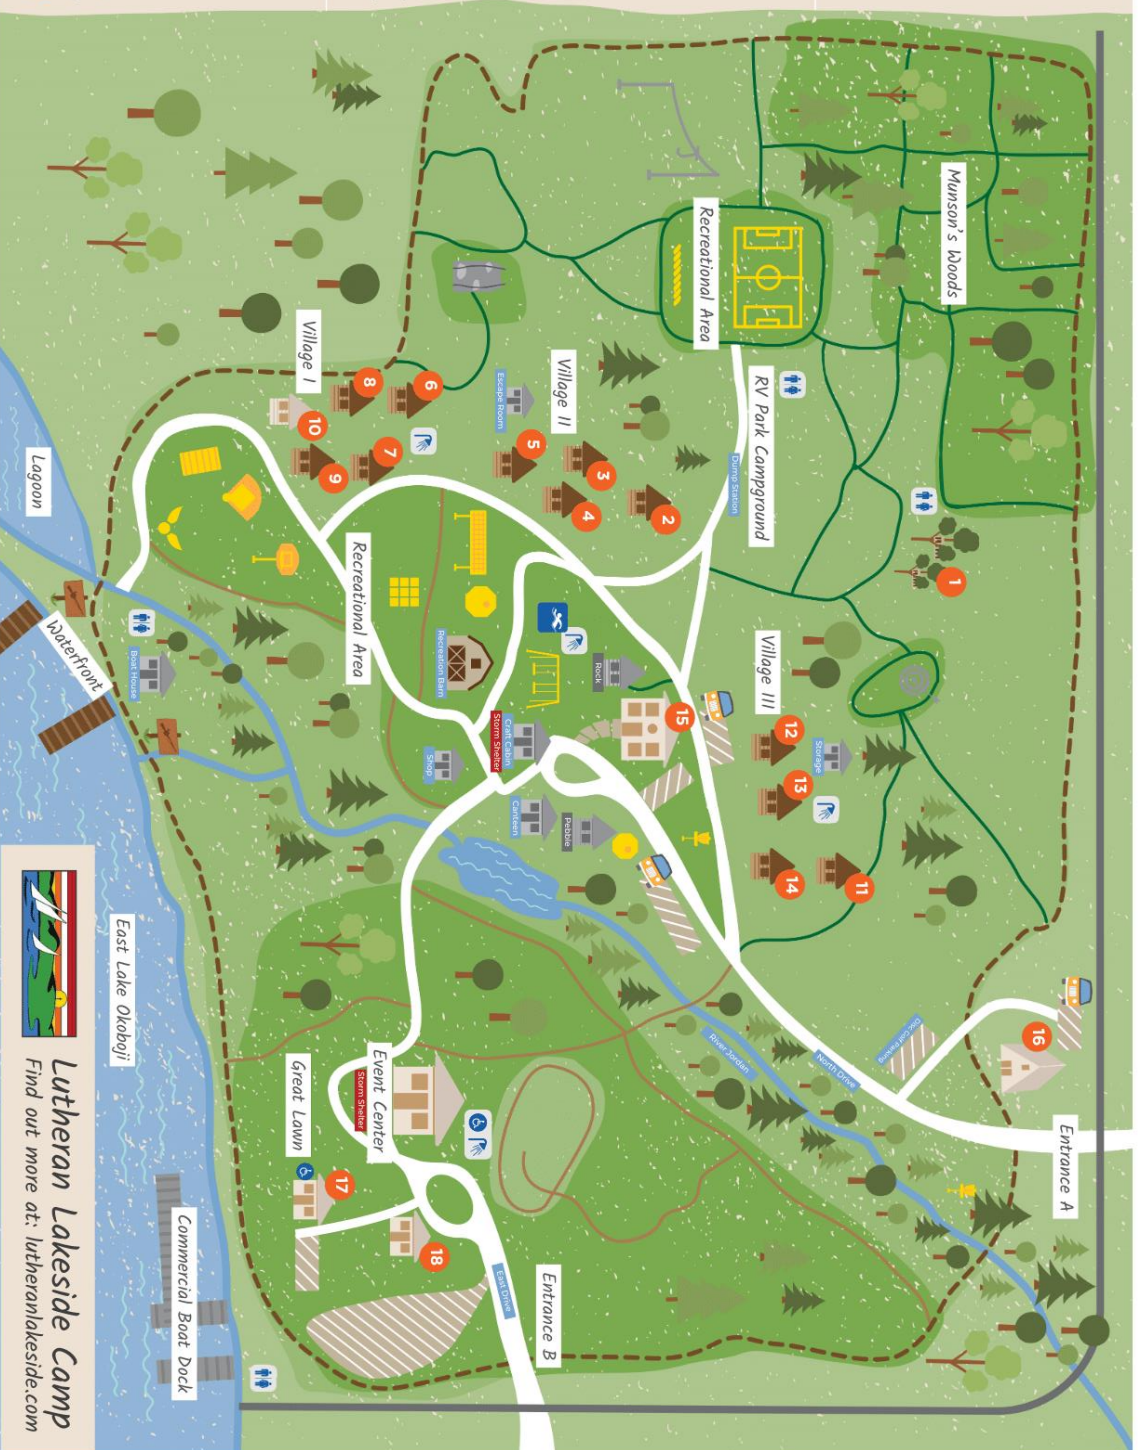 Munson's Woods
Recreational Area
RV Park Campground
Dump Station
1
Village II
Escape Room
2
3
4
5
Village I
6
7
8
9
10
Recreational Area
Recreation Barn
Rock
Village III
Storage
11
12
13
14
15
Craft Cabin
Storm Shelter
Shop
Canteen
Pebble
Lagoon
Waterfront
Boat House
16
Disc Golf Parking
North Drive
River Jordan
Entrance A
Event Center
Storm Shelter
Great Lawn
17
18
East Drive
Entrance B
East Lake Okoboji
Commercial Boat Dock
Lutheran Lakeside Camp
Find out more at: lutheranlakeside.com